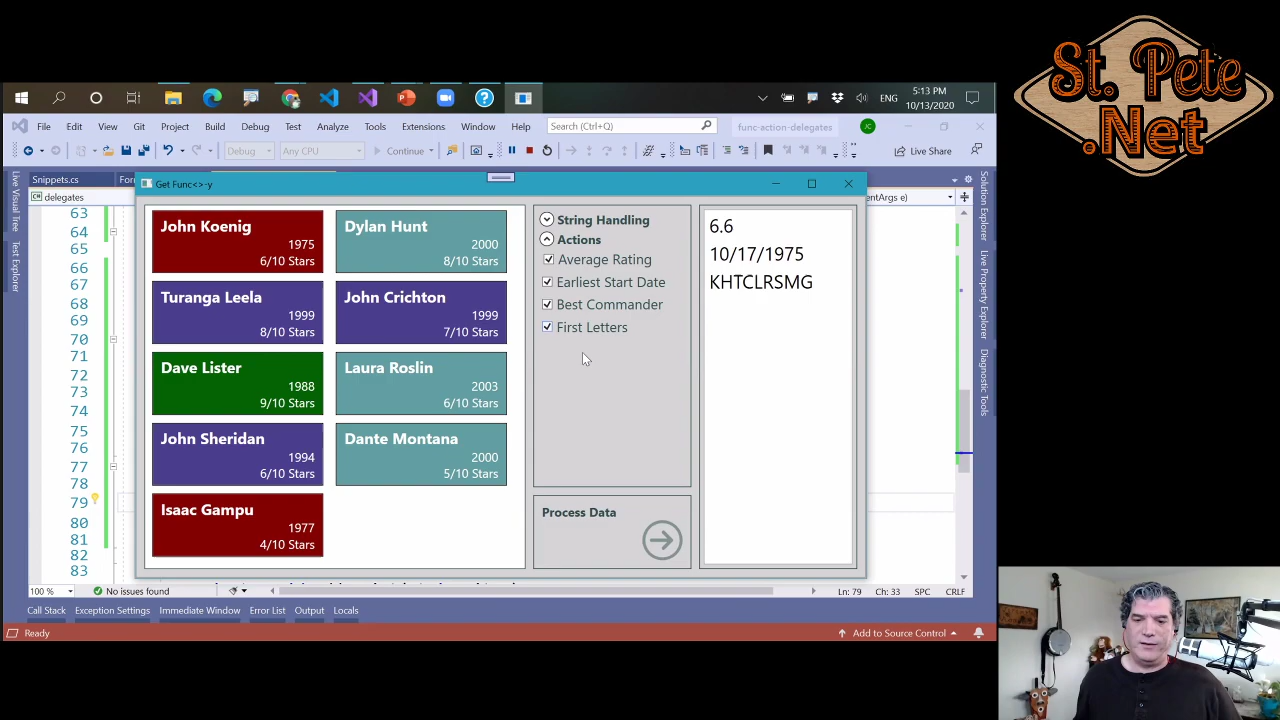 St. Pete
.Net
5:13 PM
ENG
10/13/2020
File Edit View Git Project Build Debug Test Analyze Tools Extensions Window Help Search (Ctrl+Q) func-action-delegates JC
Debug Any CPU Continue Live Share
Snippets.cs
delegates
Live Visual Tree
Test Explorer
63
64
65
66
67
68
69
70
71
72
73
74
75
76
77
78
79
80
81
82
83
Get Func<>-y
John Koenig
1975
6/10 Stars
Dylan Hunt
2000
8/10 Stars
Turanga Leela
1999
8/10 Stars
John Crichton
1999
7/10 Stars
Dave Lister
1988
9/10 Stars
Laura Roslin
2003
6/10 Stars
John Sheridan
1994
6/10 Stars
Dante Montana
2000
5/10 Stars
Isaac Gampu
1977
4/10 Stars
String Handling
Actions
Average Rating
Earliest Start Date
Best Commander
First Letters
Process Data
6.6
10/17/1975
KHTCLRSMG
entArgs e)
Solution Explorer
Live Property Explorer
Diagnostic Tools
100 % No issues found Ln: 79 Ch: 33 SPC CRLF
Call Stack Exception Settings Immediate Window Error List Output Locals
Ready Add to Source Control